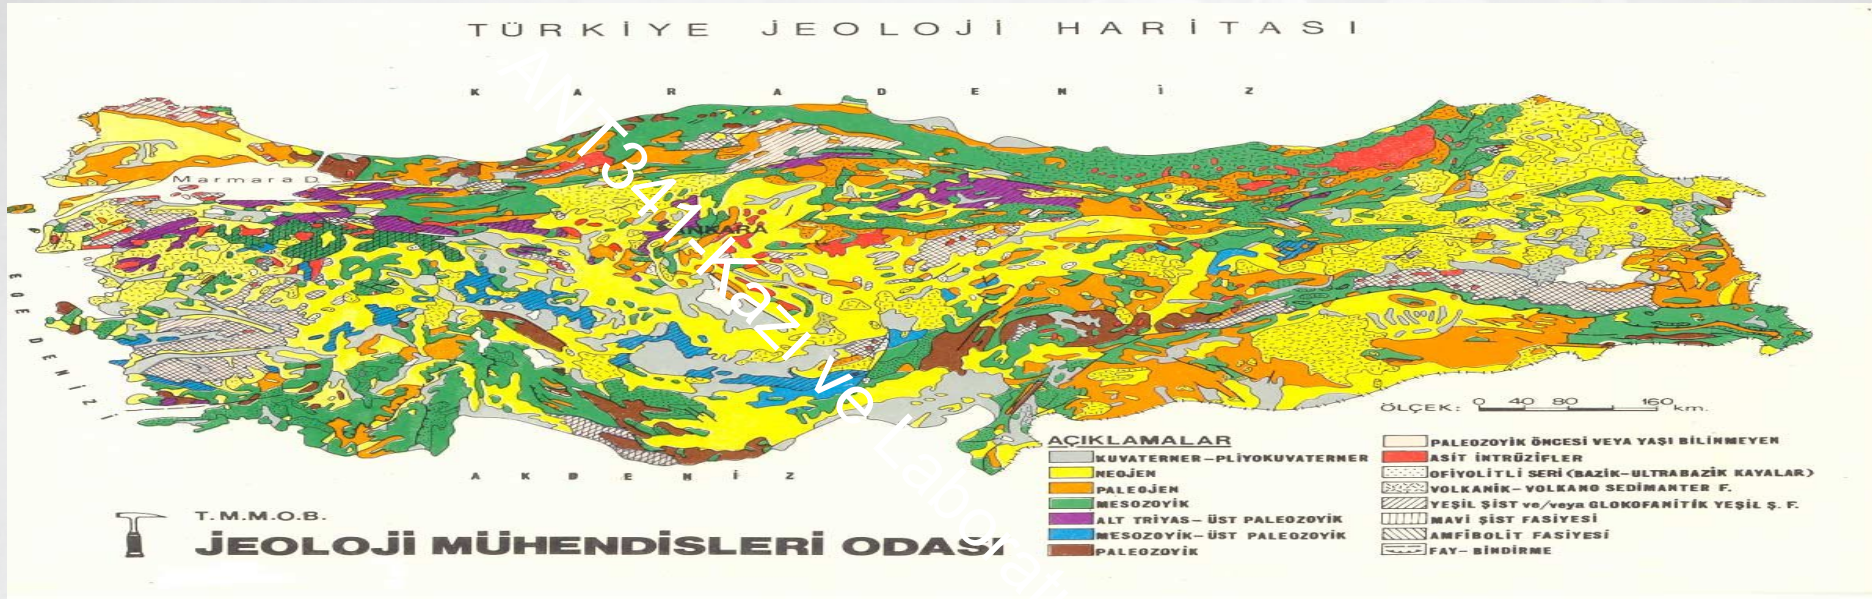 TÜRKİYE JEOLOJİ HARİTASI
KARADENİZ
Marmara D.
ANKARA
EGE DENİZİ
AKDENİZ
ÖLÇEK: 0 40 80 160 km.
AÇIKLAMALAR
KUVATERNER-PLİYOKUVATERNER
NEOJEN
PALEOJEN
MESOZOYİK
ALT TRİYAS-ÜST PALEOZOYİK
MESOZOYİK-ÜST PALEOZOYİK
PALEOZOYİK
PALEOZOYİK ÖNCESİ VEYA YAŞI BİLİNMEYEN
ASİT İNTRÜZİFLER
OFİYOLİTLİ SERİ (BAZİK-ULTRABAZİK KAYALAR)
VOLKANİK-VOLKANO SEDİMANTER F.
YEŞİL ŞİST ve/veya GLOKOFANİTİK YEŞİL Ş. F.
MAVİ ŞİST FASİYESİ
AMFİBOLİT FASİYESİ
FAY-BİNDİRME
T.M.M.O.B.
JEOLOJİ MÜHENDİSLERİ ODASI
ANT341-Kazı ve Laborat